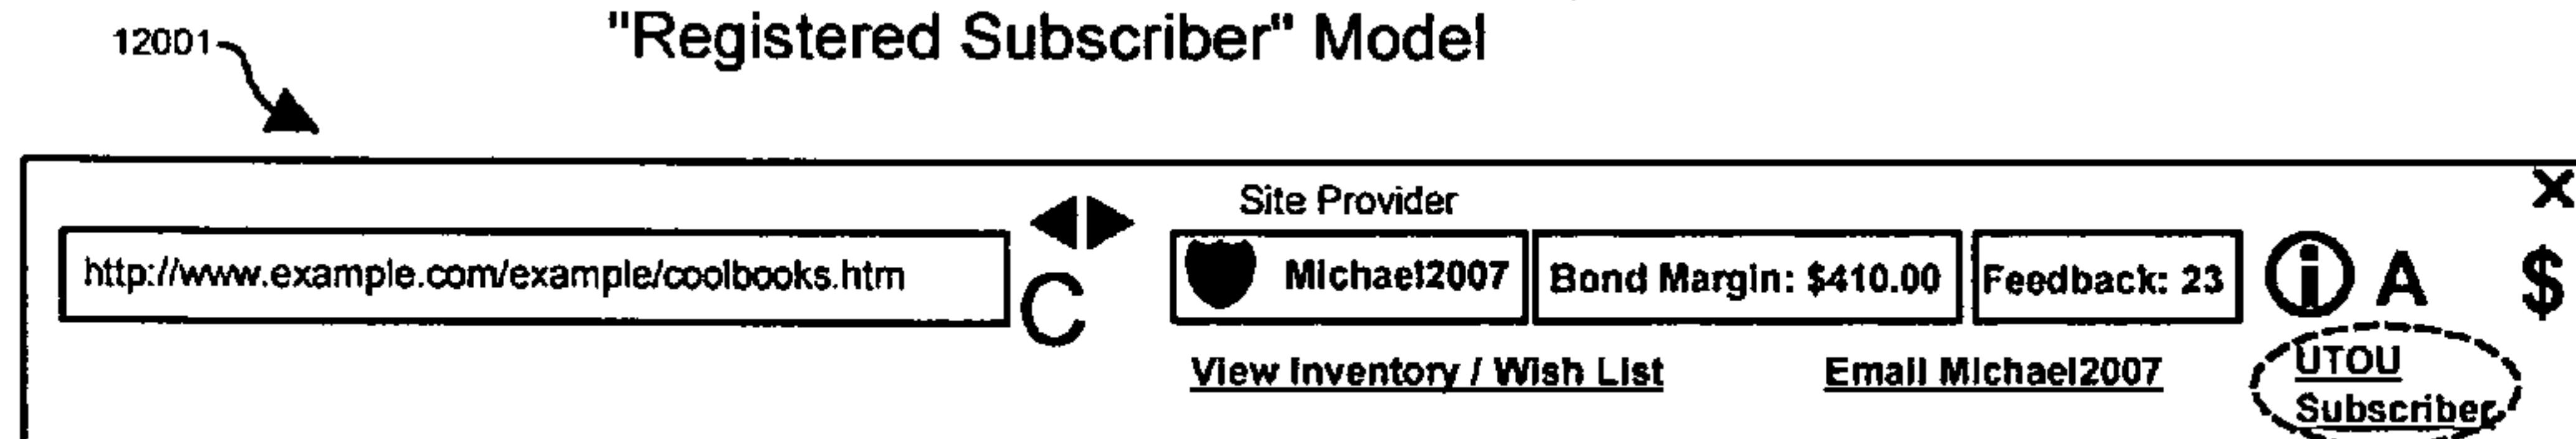 "Registered Subscriber" Model
12001
Site Provider
X
http://www.example.com/example/coolbooks.htm
C
Michael2007
Bond Margin: $410.00
Feedback: 23
i A $
View Inventory / Wish List
Email Michael2007
UTOU
Subscriber